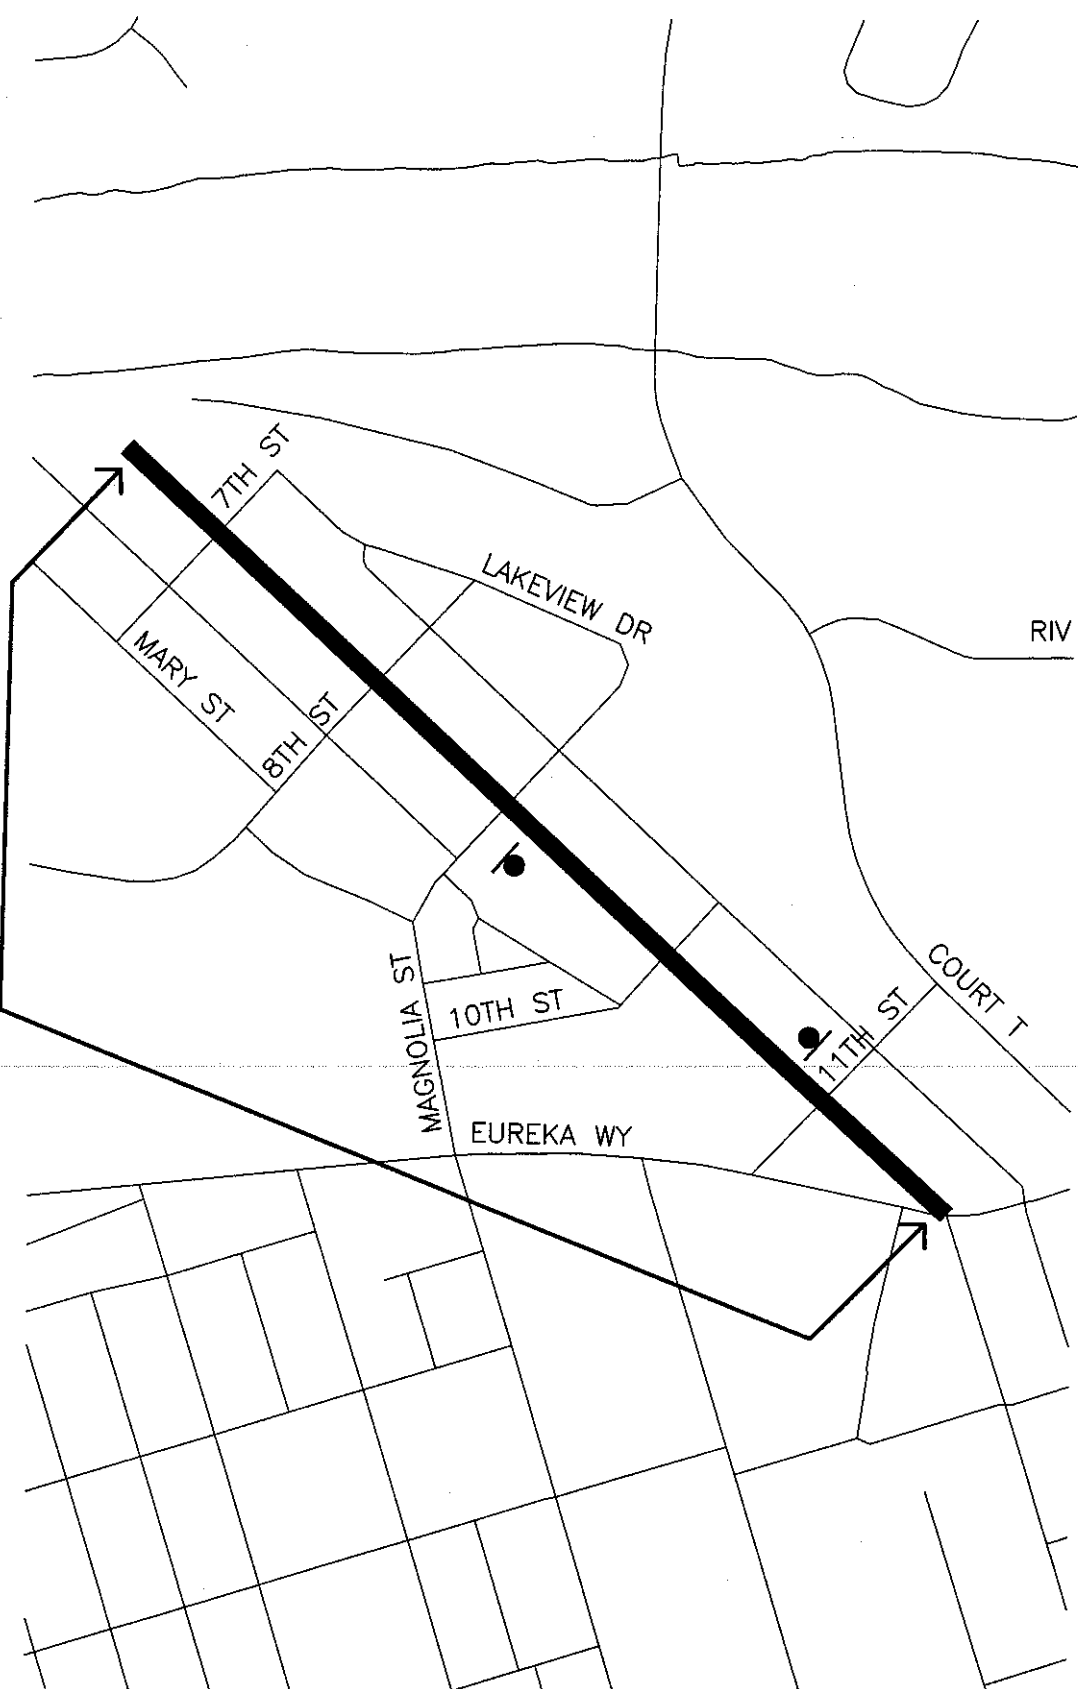 7TH ST
LAKEVIEW DR
RIV
MARY ST
8TH ST
COURT T
MAGNOLIA ST
10TH ST
11TH ST
EUREKA WY